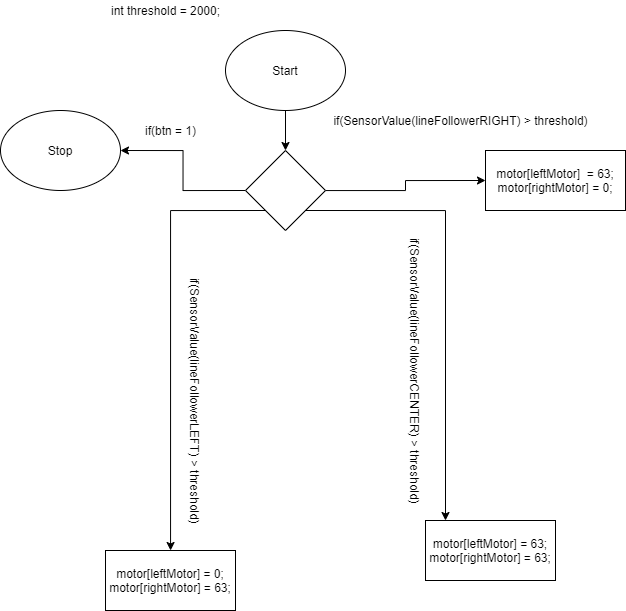 int threshold = 2000;
Start
if(SensorValue(lineFollowerRIGHT) > threshold)
if(btn = 1)
Stop
motor[leftMotor]  = 63;
motor[rightMotor] = 0;
if(SensorValue(lineFollowerLEFT) > threshold)
if(SensorValue(lineFollowerCENTER) > threshold)
motor[leftMotor] = 63;
motor[rightMotor] = 63;
motor[leftMotor] = 0;
motor[rightMotor] = 63;